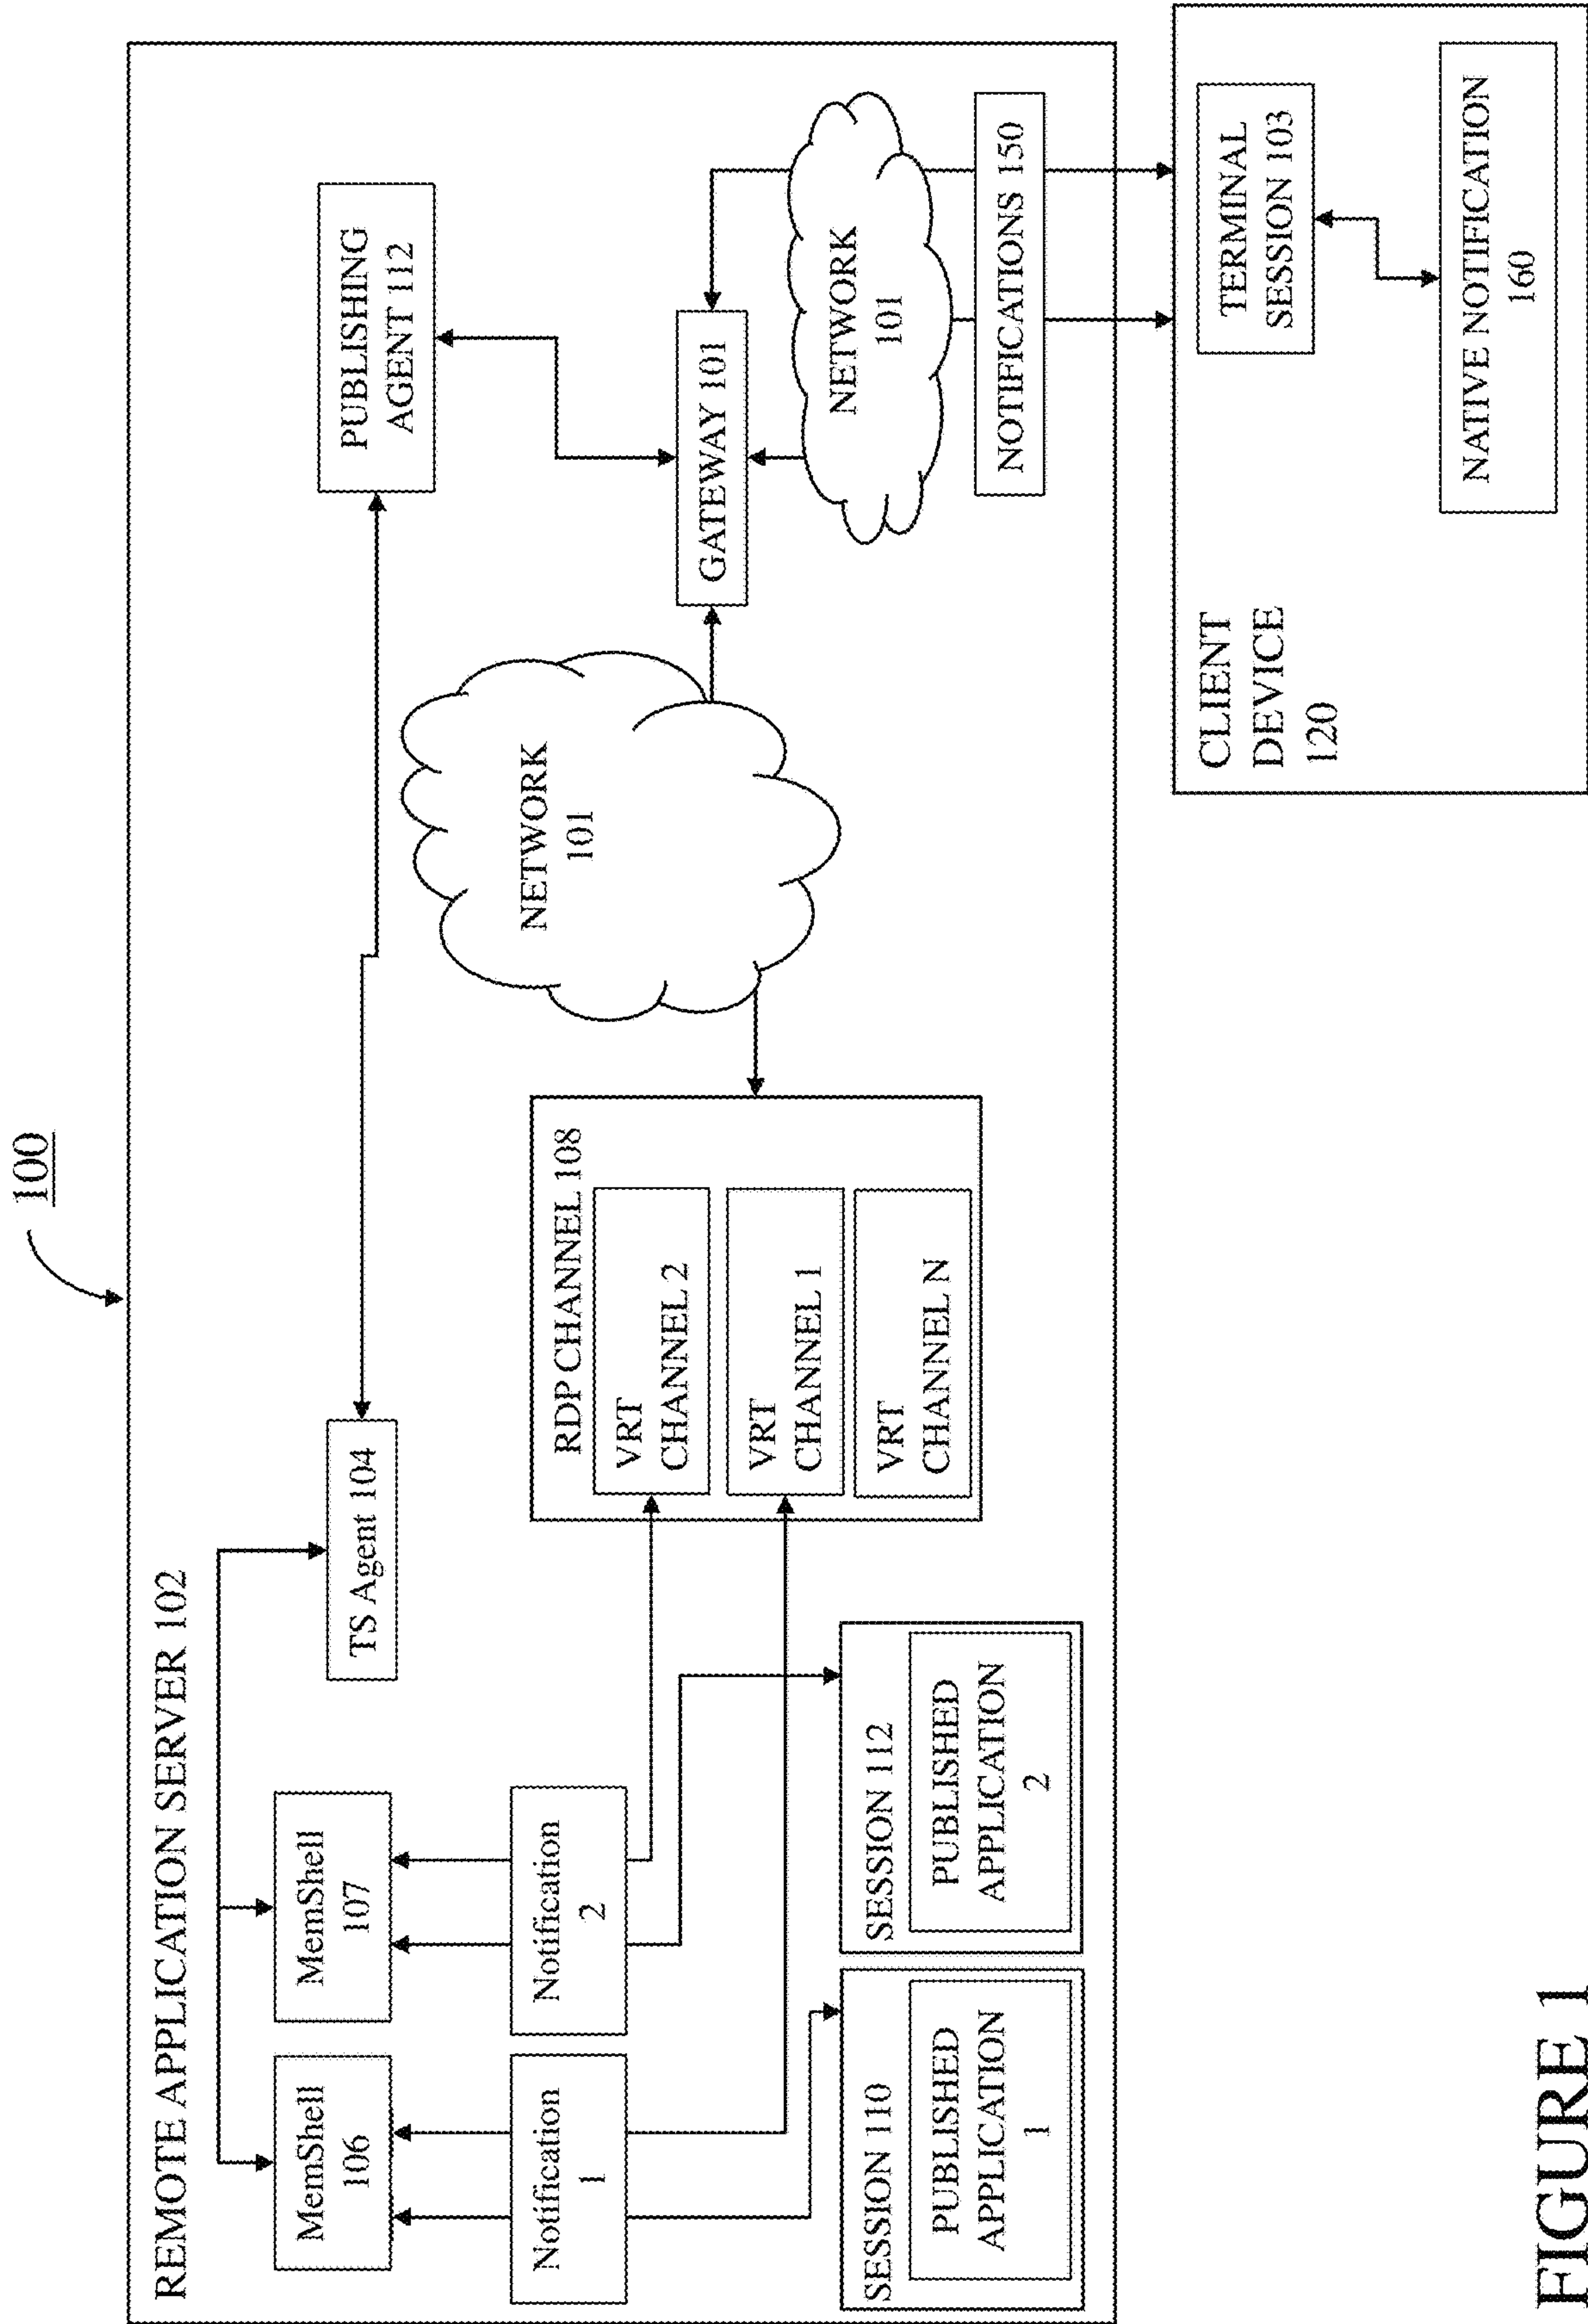 100
REMOTE APPLICATION SERVER 102
MemShell
106
MemShell
107
TS Agent 104
PUBLISHING
AGENT 112
Notification
1
Notification
2
RDP CHANNEL 108
VRT
CHANNEL 2
VRT
CHANNEL 1
VRT
CHANNEL N
NETWORK
101
GATEWAY 101
NETWORK
101
NOTIFICATIONS 150
SESSION 110
PUBLISHED
APPLICATION
1
SESSION 112
PUBLISHED
APPLICATION
2
CLIENT
DEVICE
120
TERMINAL
SESSION 103
NATIVE NOTIFICATION
160
FIGURE 1